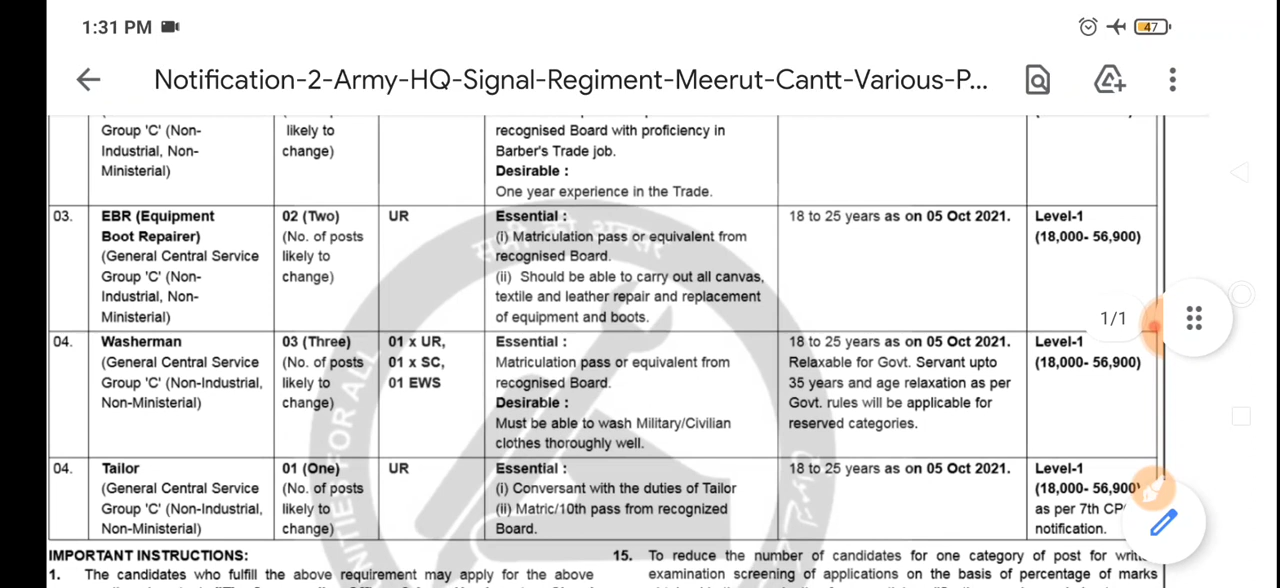 1:31 PM
47
Notification-2-Army-HQ-Signal-Regiment-Meerut-Cantt-Various-P...
Group 'C' (Non-
Industrial, Non-
Ministerial)
likely to
change)
recognised Board with proficiency in
Barber's Trade job.
Desirable :
One year experience in the Trade.
03.
EBR (Equipment
Boot Repairer)
(General Central Service
Group 'C' (Non-
Industrial, Non-
Ministerial)
02 (Two)
(No. of posts
likely to
change)
UR
Essential :
(i) Matriculation pass or equivalent from
recognised Board.
(ii) Should be able to carry out all canvas,
textile and leather repair and replacement
of equipment and boots.
18 to 25 years as on 05 Oct 2021.
Level-1
(18,000- 56,900)
1/1
04.
Washerman
(General Central Service
Group 'C' (Non-Industrial,
Non-Ministerial)
03 (Three)
(No. of posts
likely to
change)
01 x UR,
01 x SC,
01 EWS
Essential :
Matriculation pass or equivalent from
recognised Board.
Desirable :
Must be able to wash Military/Civilian
clothes thoroughly well.
18 to 25 years as on 05 Oct 2021.
Relaxable for Govt. Servant upto
35 years and age relaxation as per
Govt. rules will be applicable for
reserved categories.
Level-1
(18,000- 56,900)
04.
Tailor
(General Central Service
Group 'C' (Non-Industrial,
Non-Ministerial)
01 (One)
(No. of posts
likely to
change)
UR
Essential :
(i) Conversant with the duties of Tailor
(ii) Matric/10th pass from recognized
Board.
18 to 25 years as on 05 Oct 2021.
Level-1
(18,000- 56,900
as per 7th CP
notification.
IMPORTANT INSTRUCTIONS:
1. The candidates who fulfill the above requirement may apply for the above
15. To reduce the number of candidates for one category of post for
examination screening of applications on the basis of percentage of marks
सभी को अवसर
NITIES FOR ALL